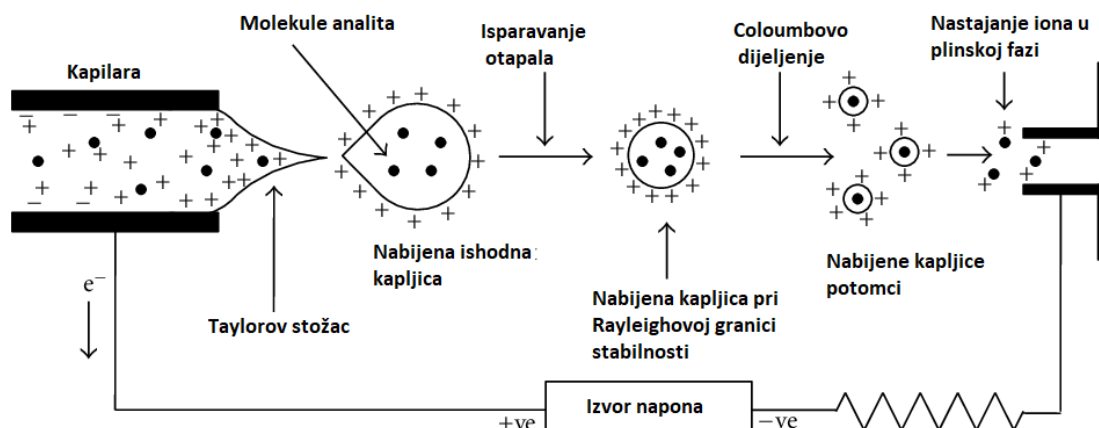 Molekule analita
Kapilara
Isparavanje
otapala
Coloumbovo
dijeljenje
Nastajanje iona u
plinskoj fazi
Nabijena ishodna
kapljica
Taylorov stožac
Nabijena kapljica pri
Rayleighovoj granici
stabilnosti
Nabijene kapljice
potomci
e⁻
+ve
Izvor napona
−ve